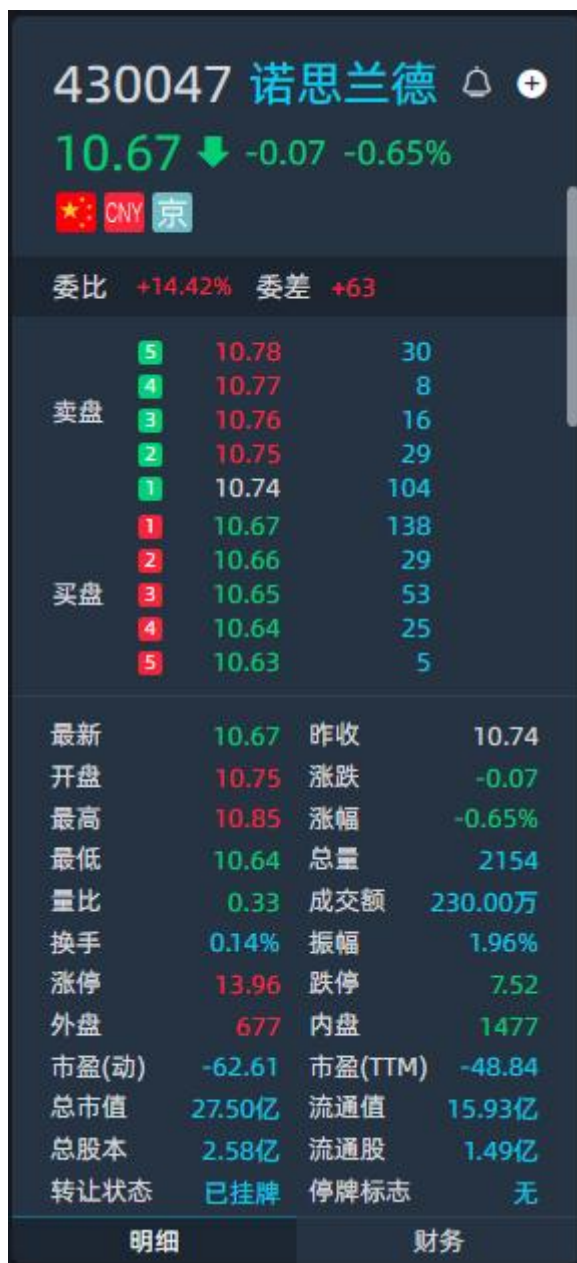 430047 诺思兰德
10.67 -0.07 -0.65%
CNY 京
委比 +14.42% 委差 +63
5 10.78 30
4 10.77 8
卖盘 3 10.76 16
2 10.75 29
1 10.74 104
1 10.67 138
2 10.66 29
买盘 3 10.65 53
4 10.64 25
5 10.63 5
最新 10.67 昨收 10.74
开盘 10.75 涨跌 -0.07
最高 10.85 涨幅 -0.65%
最低 10.64 总量 2154
量比 0.33 成交额 230.00万
换手 0.14% 振幅 1.96%
涨停 13.96 跌停 7.52
外盘 677 内盘 1477
市盈(动) -62.61 市盈(TTM) -48.84
总市值 27.50亿 流通值 15.93亿
总股本 2.58亿 流通股 1.49亿
转让状态 已挂牌 停牌标志 无
明细 财务